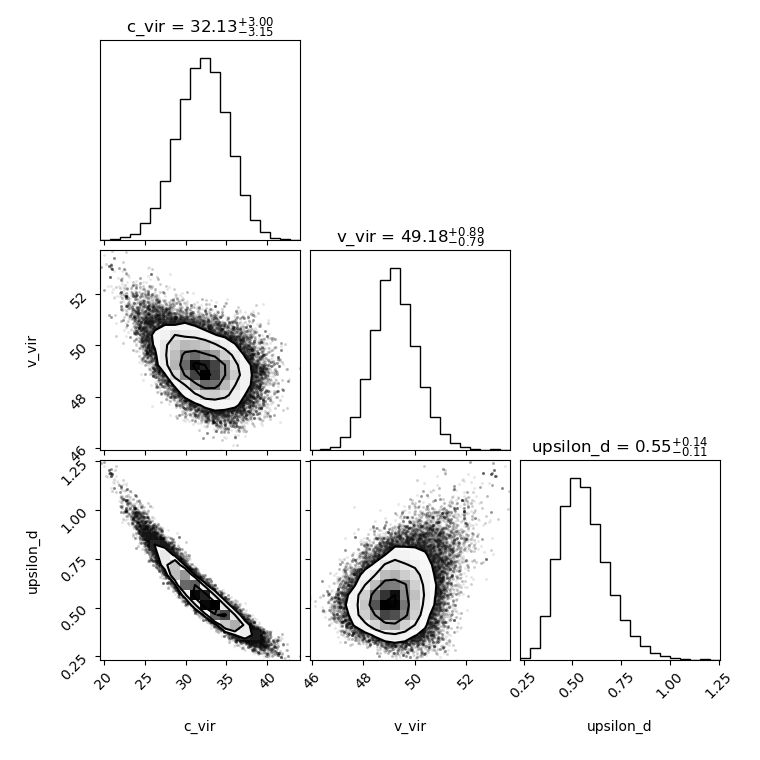 c_vir = 32.13^{+3.00}_{-3.15}
v_vir = 49.18^{+0.89}_{-0.79}
52
50
48
46
v_vir
upsilon_d = 0.55^{+0.14}_{-0.11}
1.25
1.00
0.75
0.50
0.25
upsilon_d
20 25 30 35 40
46 48 50 52
0.25 0.50 0.75 1.00 1.25
c_vir
v_vir
upsilon_d